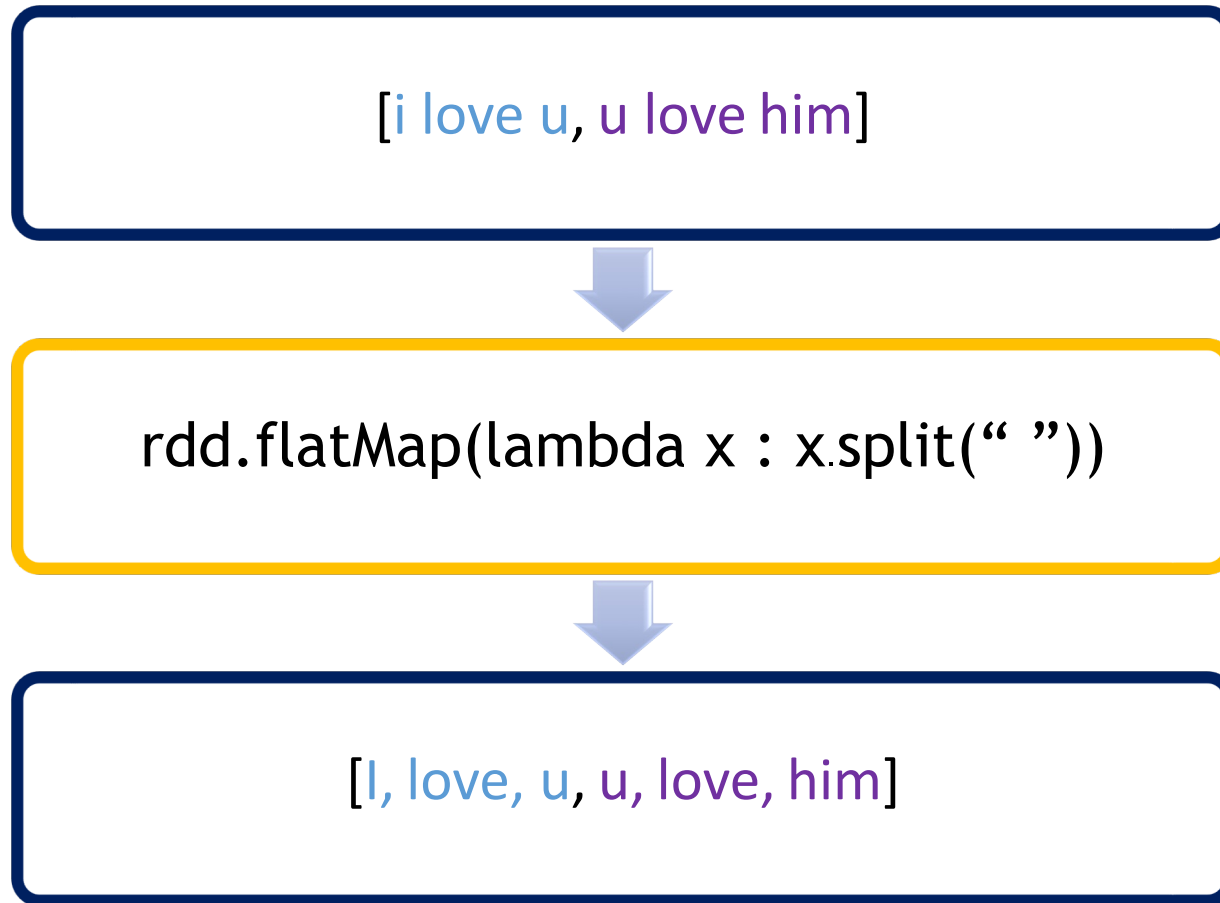 [i love u, u love him]
rdd.flatMap(lambda x : x.split(“ ”))
[I, love, u, u, love, him]